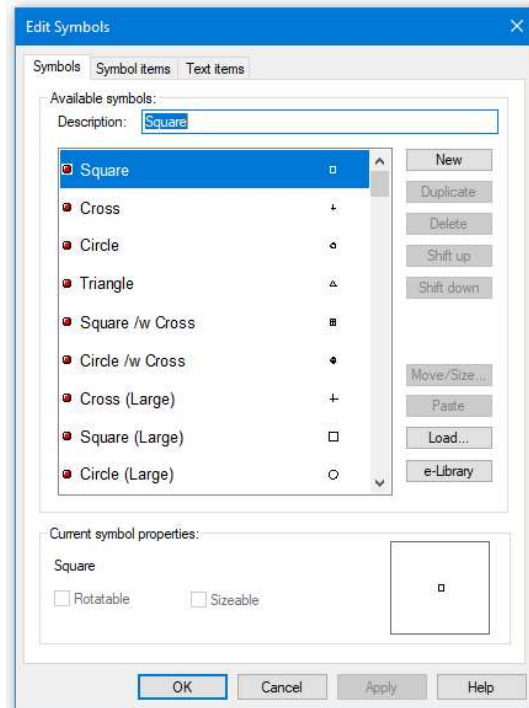 Edit Symbols
Symbols Symbol items Text items
Available symbols:
Description: Square
Square
Cross
Circle
Triangle
Square /w Cross
Circle /w Cross
Cross (Large)
Square (Large)
Circle (Large)
New
Duplicate
Delete
Shift up
Shift down
Move/Size...
Paste
Load...
e-Library
Current symbol properties:
Square
Rotatable Sizeable
OK Cancel Apply Help